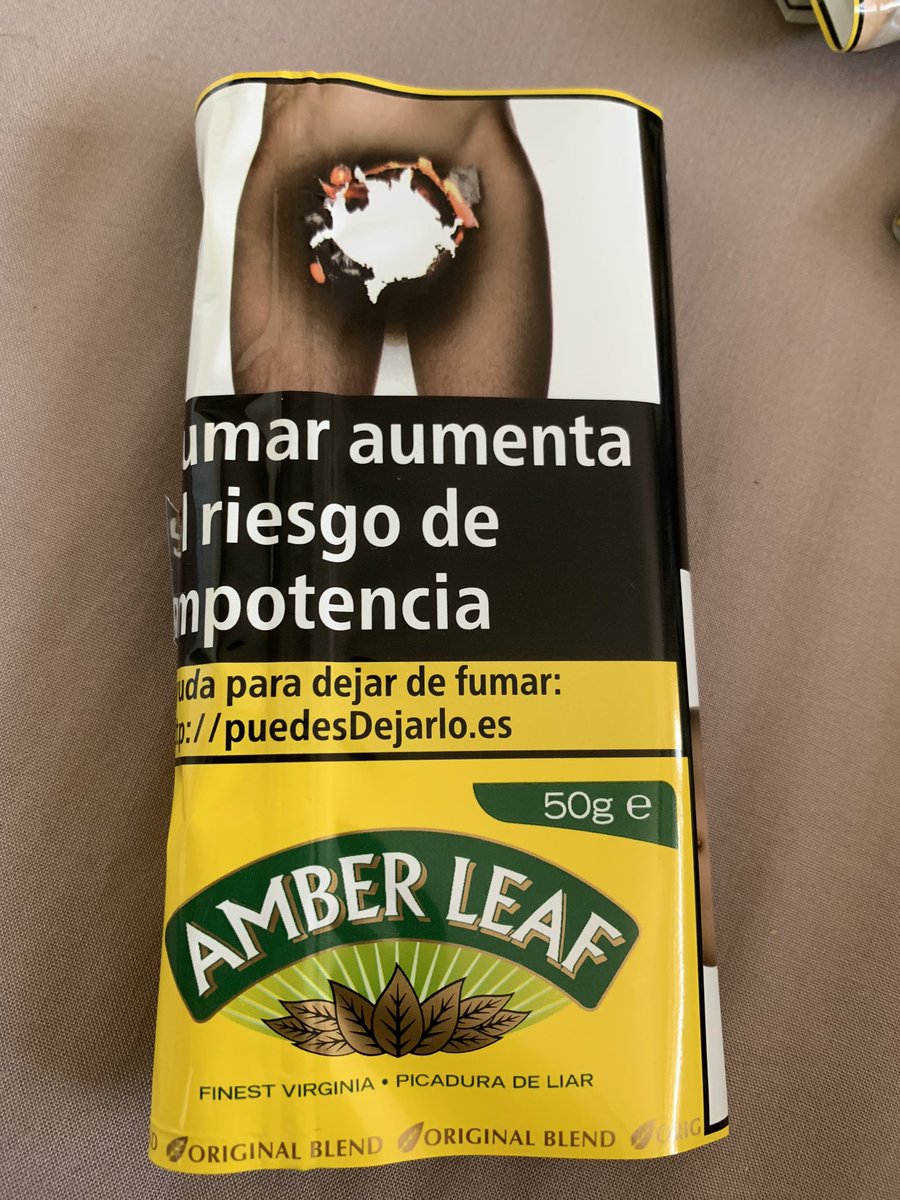 umar aumenta
l riesgo de
mpotencia
uda para dejar de fumar:
p://puedesDejarlo.es
50g e
AMBER LEAF
FINEST VIRGINIA • PICADURA DE LIAR
D ORIGINAL BLEND ORIGINAL BLEND ORIG